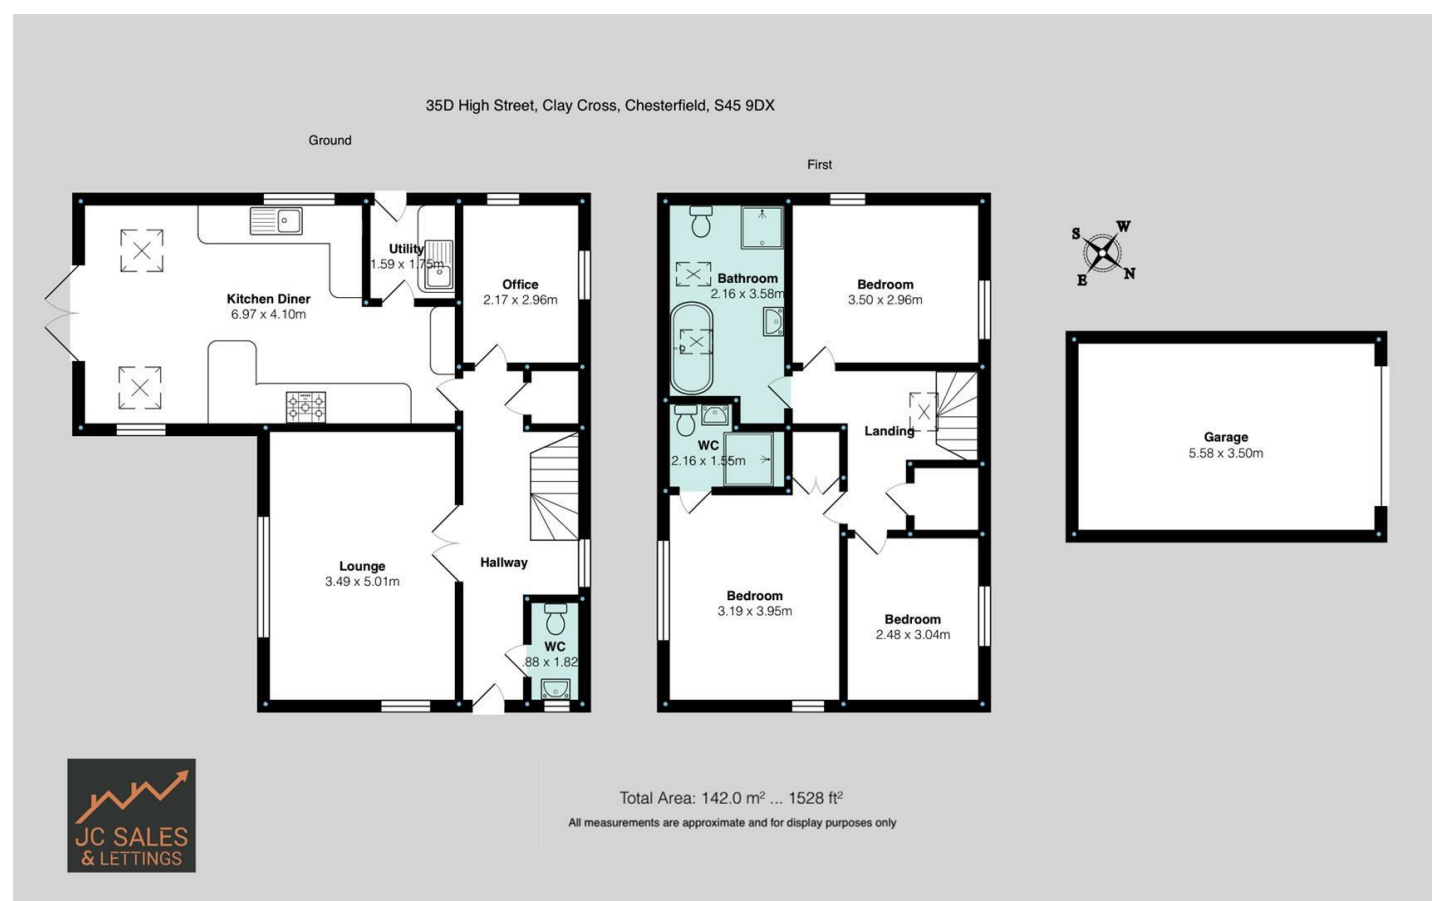 35D High Street, Clay Cross, Chesterfield, S45 9DX
Ground
First
Kitchen Diner
6.97 x 4.10m
Utility
1.59 x 1.75m
Office
2.17 x 2.96m
Lounge
3.49 x 5.01m
Hallway
WC
.88 x 1.82
Bathroom
2.16 x 3.58m
Bedroom
3.50 x 2.96m
WC
2.16 x 1.55m
Landing
Bedroom
3.19 x 3.95m
Bedroom
2.48 x 3.04m
S W
E N
Garage
5.58 x 3.50m
JC SALES
& LETTINGS
Total Area: 142.0 m² ... 1528 ft²
All measurements are approximate and for display purposes only